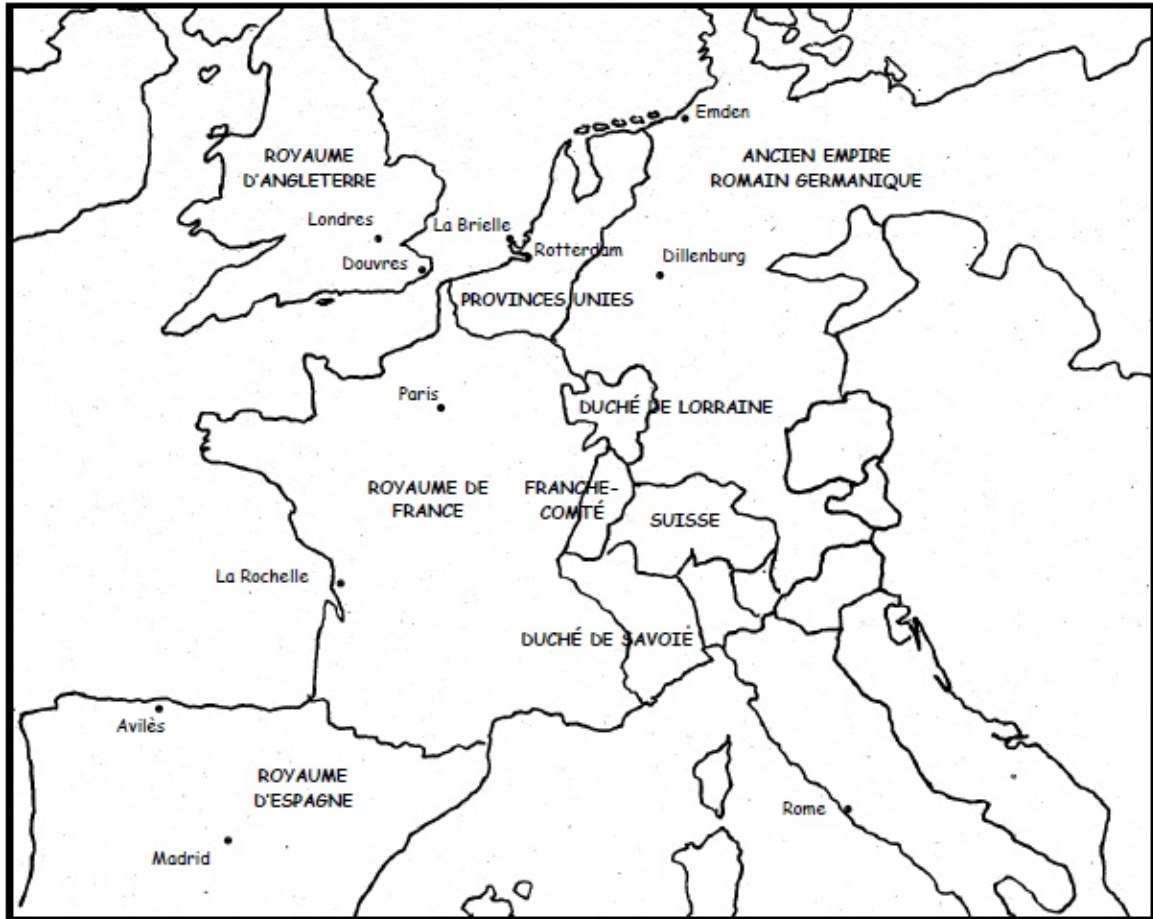 Emden
ROYAUME
D'ANGLETERRE
ANCIEN EMPIRE
ROMAIN GERMANIQUE
Londres
La Brielle
Douvres
Rotterdam
Dillenburg
PROVINCES UNIES
Paris
DUCHÉ DE LORRAINE
ROYAUME DE
FRANCE
FRANCHE-
COMTÉ
SUISSE
La Rochelle
DUCHÉ DE SAVOIE
Avilès
ROYAUME
D'ESPAGNE
Rome
Madrid